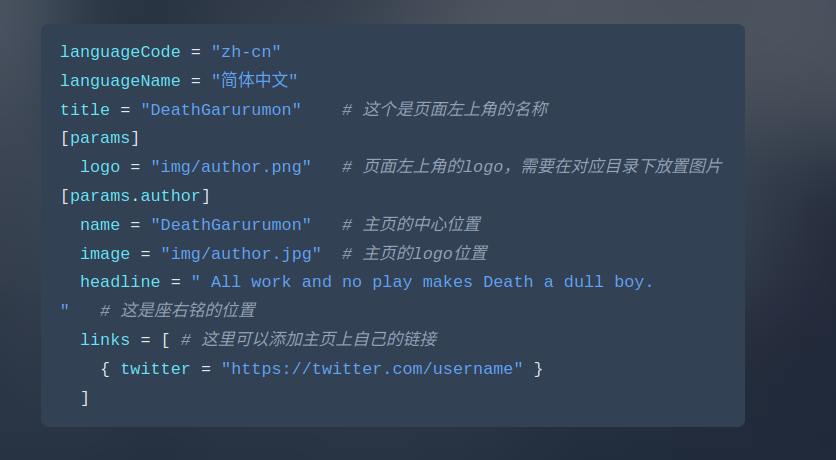 languageCode = "zh-cn"
languageName = "简体中文"
title = "DeathGarurumon"    # 这个是页面左上角的名称
[params]
  logo = "img/author.png"   # 页面左上角的logo，需要在对应目录下放置图片
[params.author]
  name = "DeathGarurumon"   # 主页的中心位置
  image = "img/author.jpg"  # 主页的logo位置
  headline = " All work and no play makes Death a dull boy.
"   # 这是座右铭的位置
  links = [ # 这里可以添加主页上自己的链接
    { twitter = "https://twitter.com/username" }
  ]